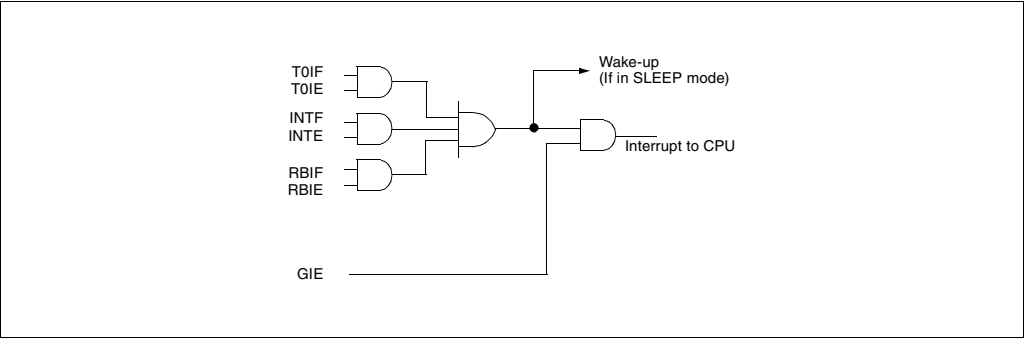 T0IF
T0IE
INTF
INTE
RBIF
RBIE
GIE
Wake-up
(If in SLEEP mode)
Interrupt to CPU